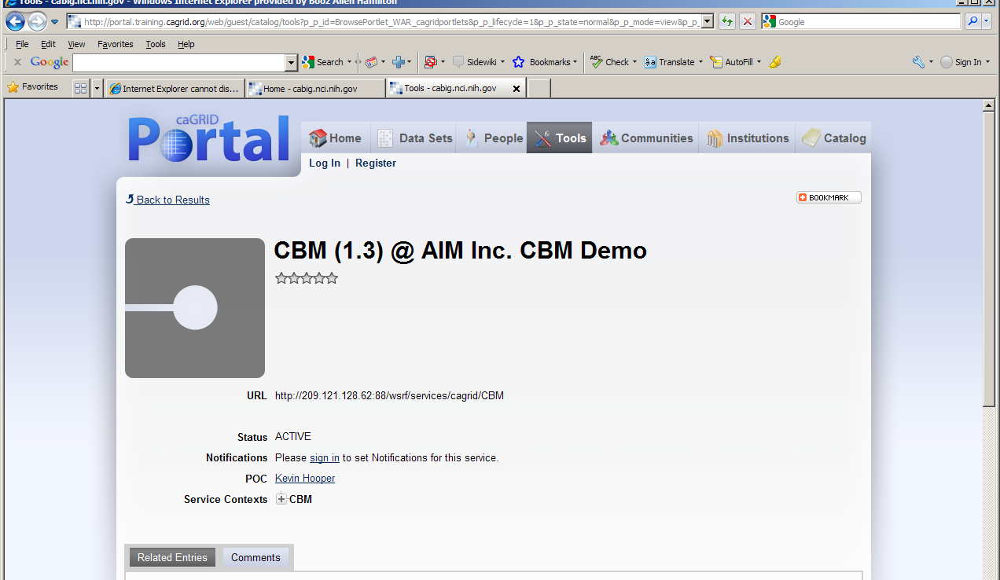 Tools - cabig.nci.nih.gov - Windows Internet Explorer provided by Booz Allen Hamilton
http://portal.training.cagrid.org/web/guest/catalog/tools?p_p_id=BrowsePortlet_WAR_cagridportlets&p_p_lifecycle=1&p_p_state=normal&p_p_mode=view&p_p_
Google
File Edit View Favorites Tools Help
x Google Search Sidewiki Bookmarks ABC Check Translate AutoFill Sign In
Favorites Internet Explorer cannot dis... Home - cabig.nci.nih.gov Tools - cabig.nci.nih.gov
caGRID
Portal
Home Data Sets People Tools Communities Institutions Catalog
Log In | Register
Back to Results
BOOKMARK
CBM (1.3) @ AIM Inc. CBM Demo
URL http://209.121.128.62:88/wsrf/services/cagrid/CBM
Status ACTIVE
Notifications Please sign in to set Notifications for this service.
POC Kevin Hooper
Service Contexts CBM
Related Entries Comments